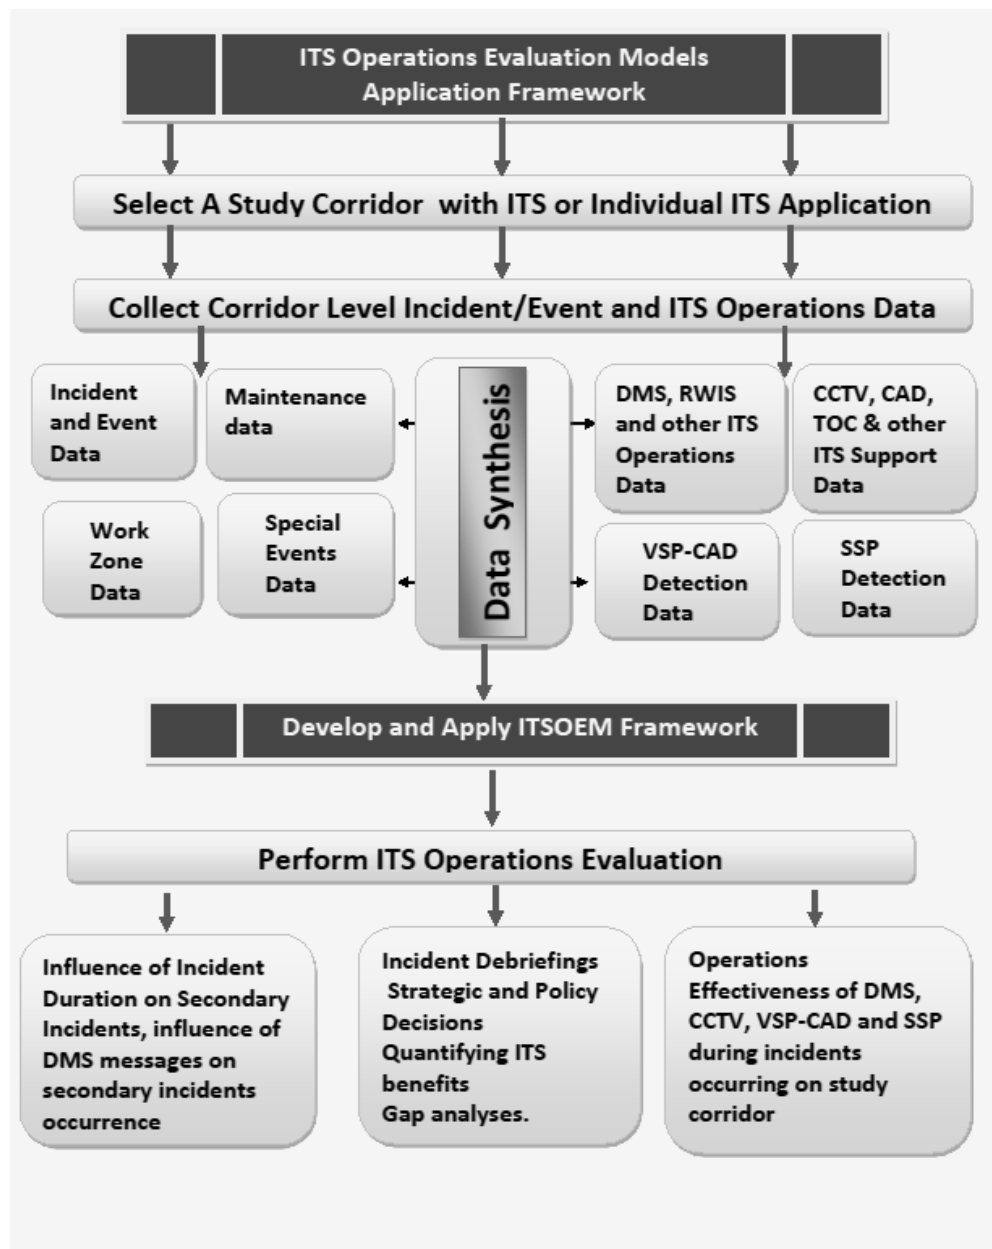 ITS Operations Evaluation Models
Application Framework
Select A Study Corridor with ITS or Individual ITS Application
Collect Corridor Level Incident/Event and ITS Operations Data
Incident
and Event
Data
Maintenance
data
Data Synthesis
DMS, RWIS
and other ITS
Operations
Data
CCTV, CAD,
TOC & other
ITS Support
Data
Work
Zone
Data
Special
Events
Data
VSP-CAD
Detection
Data
SSP
Detection
Data
Develop and Apply ITSOEM Framework
Perform ITS Operations Evaluation
Influence of Incident
Duration on Secondary
Incidents, influence of
DMS messages on
secondary incidents
occurrence
Incident Debriefings
Strategic and Policy
Decisions
Quantifying ITS
benefits
Gap analyses.
Operations
Effectiveness of DMS,
CCTV, VSP-CAD and SSP
during incidents
occurring on study
corridor